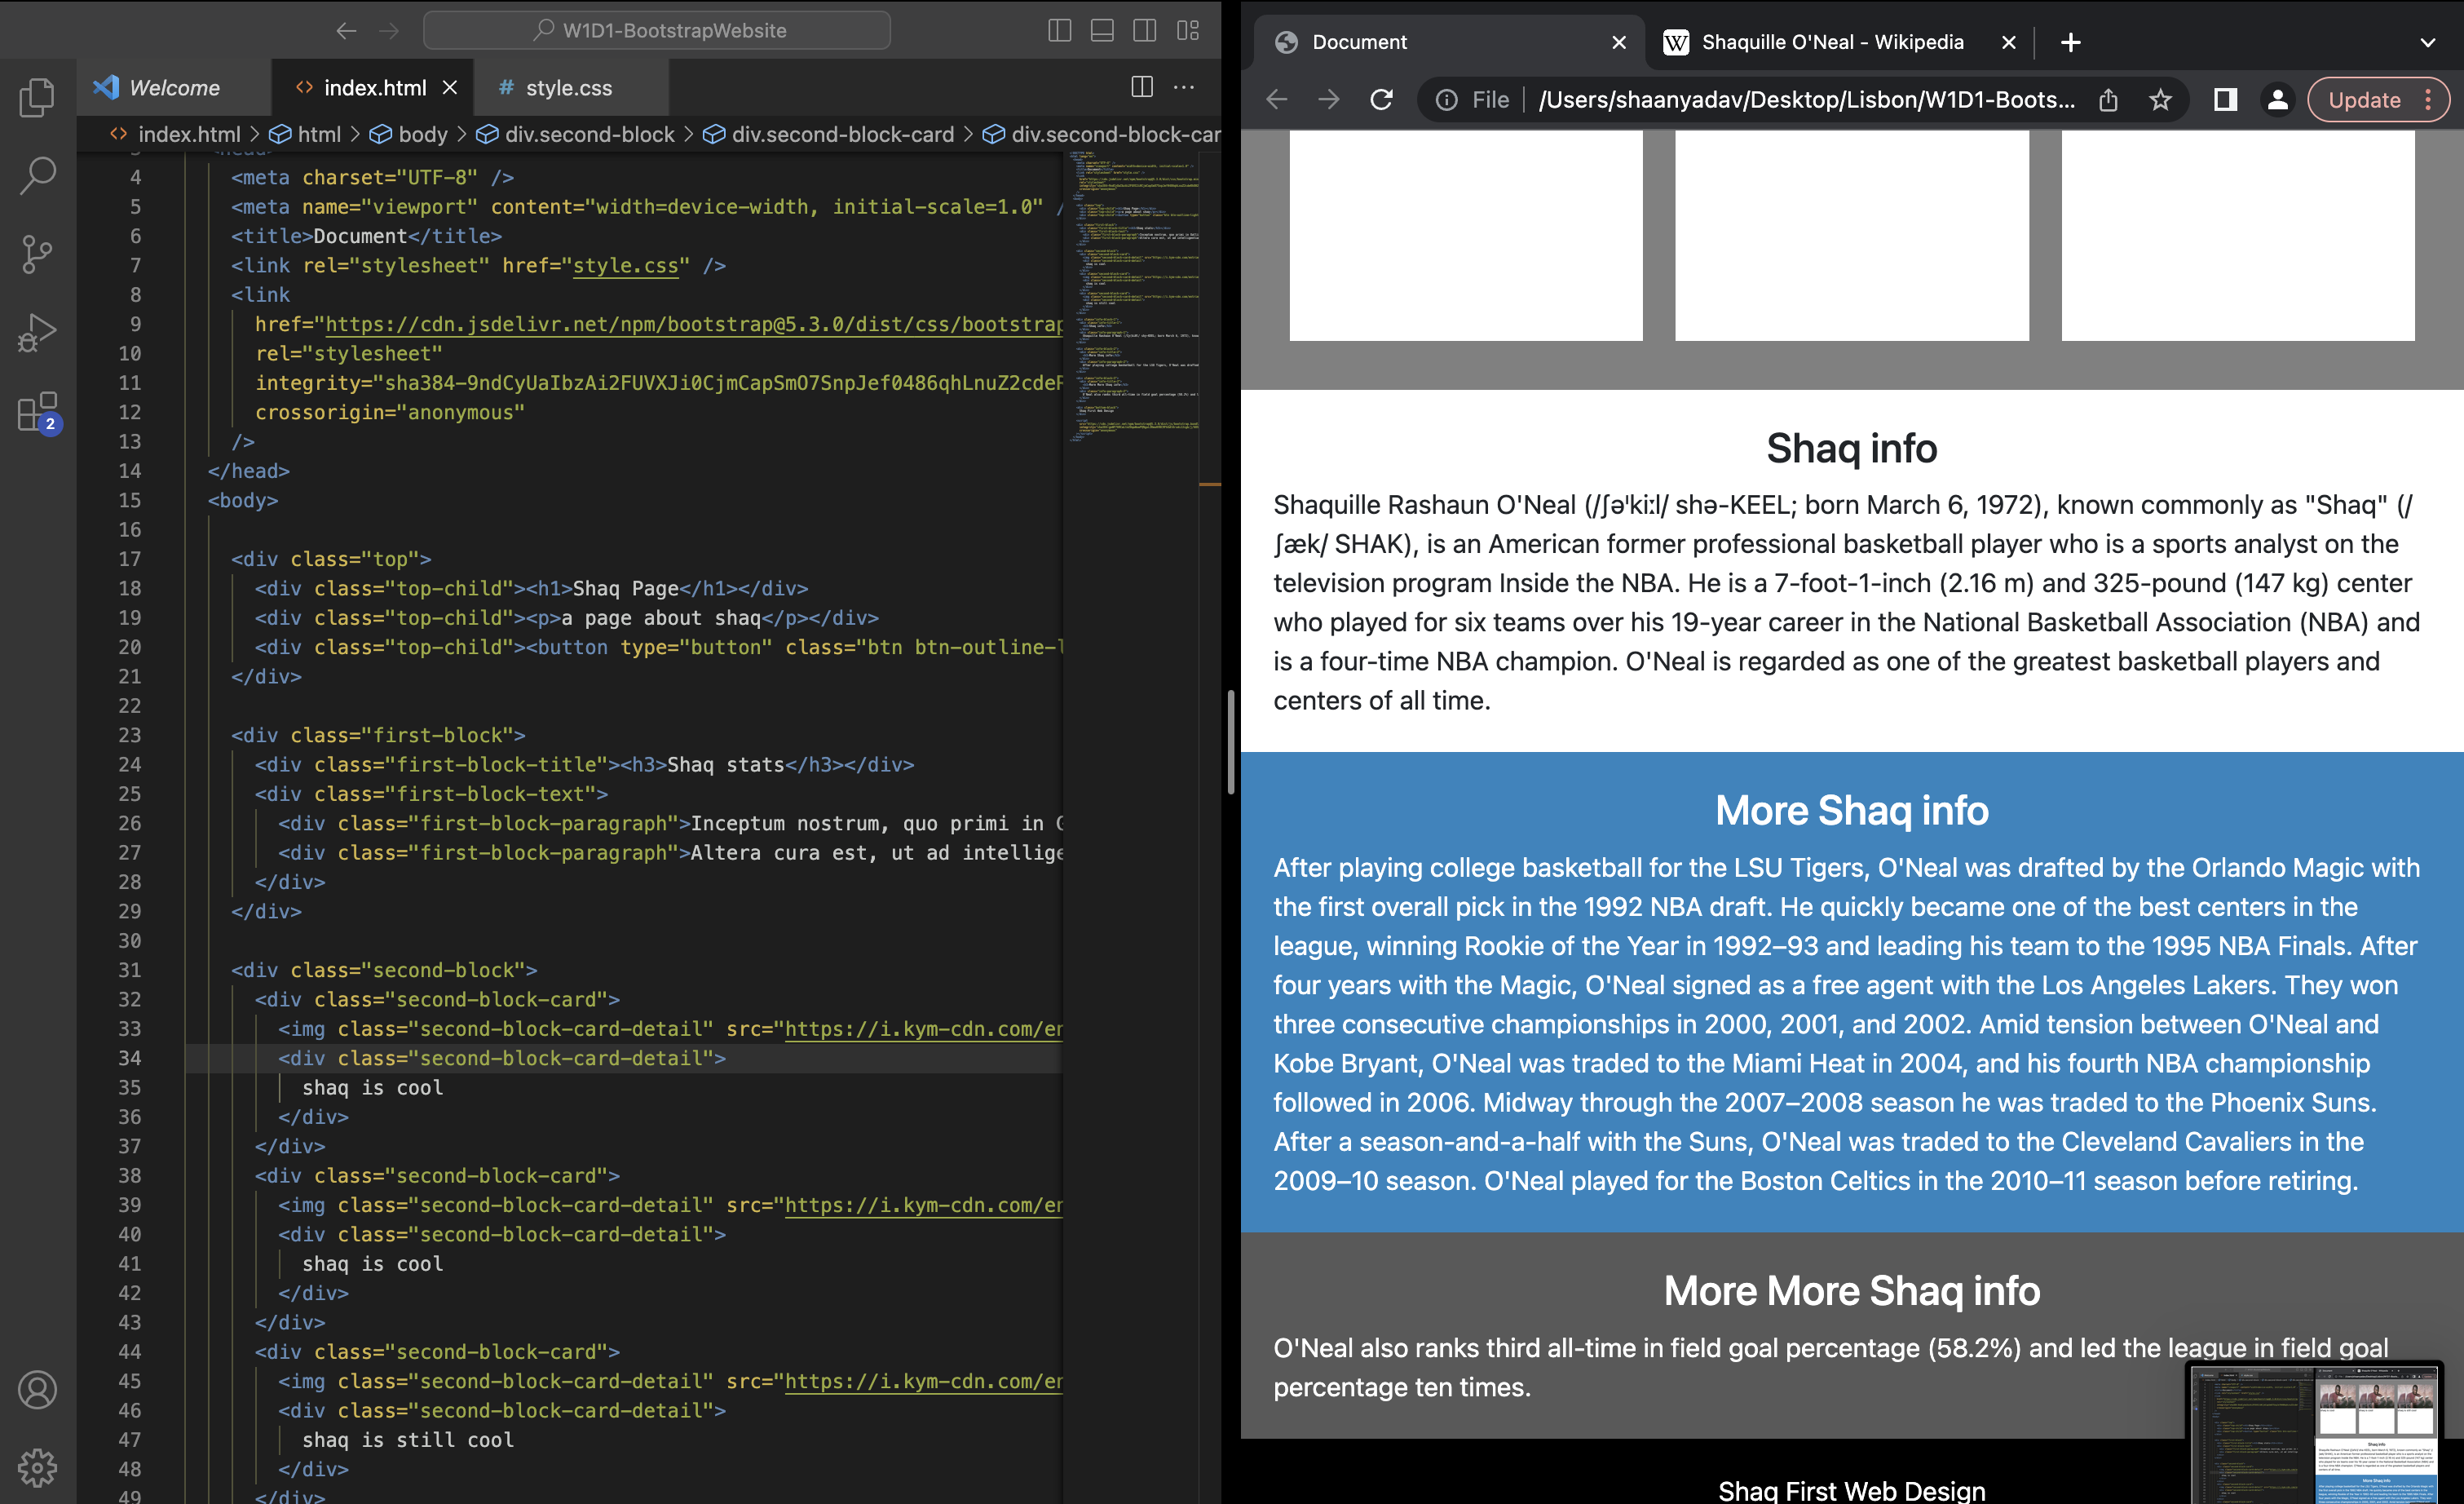 W1D1-BootstrapWebsite
Welcome
index.html
# style.css
index.html > html > body > div.second-block > div.second-block-card > div.second-block-car
4 <meta charset="UTF-8" />
5 <meta name="viewport" content="width=device-width, initial-scale=1.0" /
6 <title>Document</title>
7 <link rel="stylesheet" href="style.css" />
8 <link
9 href="https://cdn.jsdelivr.net/npm/bootstrap@5.3.0/dist/css/bootstrap
10 rel="stylesheet"
11 integrity="sha384-9ndCyUaIbzAi2FUVXJi0CjmCapSmO7SnpJef0486qhLnuZ2cdeR
12 crossorigin="anonymous"
13 />
14 </head>
15 <body>
16
17 <div class="top">
18 <div class="top-child"><h1>Shaq Page</h1></div>
19 <div class="top-child"><p>a page about shaq</p></div>
20 <div class="top-child"><button type="button" class="btn btn-outline-l
21 </div>
22
23 <div class="first-block">
24 <div class="first-block-title"><h3>Shaq stats</h3></div>
25 <div class="first-block-text">
26 <div class="first-block-paragraph">Inceptum nostrum, quo primi in G
27 <div class="first-block-paragraph">Altera cura est, ut ad intellige
28 </div>
29 </div>
30
31 <div class="second-block">
32 <div class="second-block-card">
33 <img class="second-block-card-detail" src="https://i.kym-cdn.com/en
34 <div class="second-block-card-detail">
35 shaq is cool
36 </div>
37 </div>
38 <div class="second-block-card">
39 <img class="second-block-card-detail" src="https://i.kym-cdn.com/en
40 <div class="second-block-card-detail">
41 shaq is cool
42 </div>
43 </div>
44 <div class="second-block-card">
45 <img class="second-block-card-detail" src="https://i.kym-cdn.com/en
46 <div class="second-block-card-detail">
47 shaq is still cool
48 </div>
49 </div>
2
Document
W Shaquille O'Neal - Wikipedia
File /Users/shaanyadav/Desktop/Lisbon/W1D1-Boots...
Update
Shaq info
Shaquille Rashaun O'Neal (/ʃəˈkiːl/ shə-KEEL; born March 6, 1972), known commonly as "Shaq" (/
ʃæk/ SHAK), is an American former professional basketball player who is a sports analyst on the
television program Inside the NBA. He is a 7-foot-1-inch (2.16 m) and 325-pound (147 kg) center
who played for six teams over his 19-year career in the National Basketball Association (NBA) and
is a four-time NBA champion. O'Neal is regarded as one of the greatest basketball players and
centers of all time.
More Shaq info
After playing college basketball for the LSU Tigers, O'Neal was drafted by the Orlando Magic with
the first overall pick in the 1992 NBA draft. He quickly became one of the best centers in the
league, winning Rookie of the Year in 1992–93 and leading his team to the 1995 NBA Finals. After
four years with the Magic, O'Neal signed as a free agent with the Los Angeles Lakers. They won
three consecutive championships in 2000, 2001, and 2002. Amid tension between O'Neal and
Kobe Bryant, O'Neal was traded to the Miami Heat in 2004, and his fourth NBA championship
followed in 2006. Midway through the 2007–2008 season he was traded to the Phoenix Suns.
After a season-and-a-half with the Suns, O'Neal was traded to the Cleveland Cavaliers in the
2009–10 season. O'Neal played for the Boston Celtics in the 2010–11 season before retiring.
More More Shaq info
O'Neal also ranks third all-time in field goal percentage (58.2%) and led the league in field goal
percentage ten times.
Shaq First Web Design